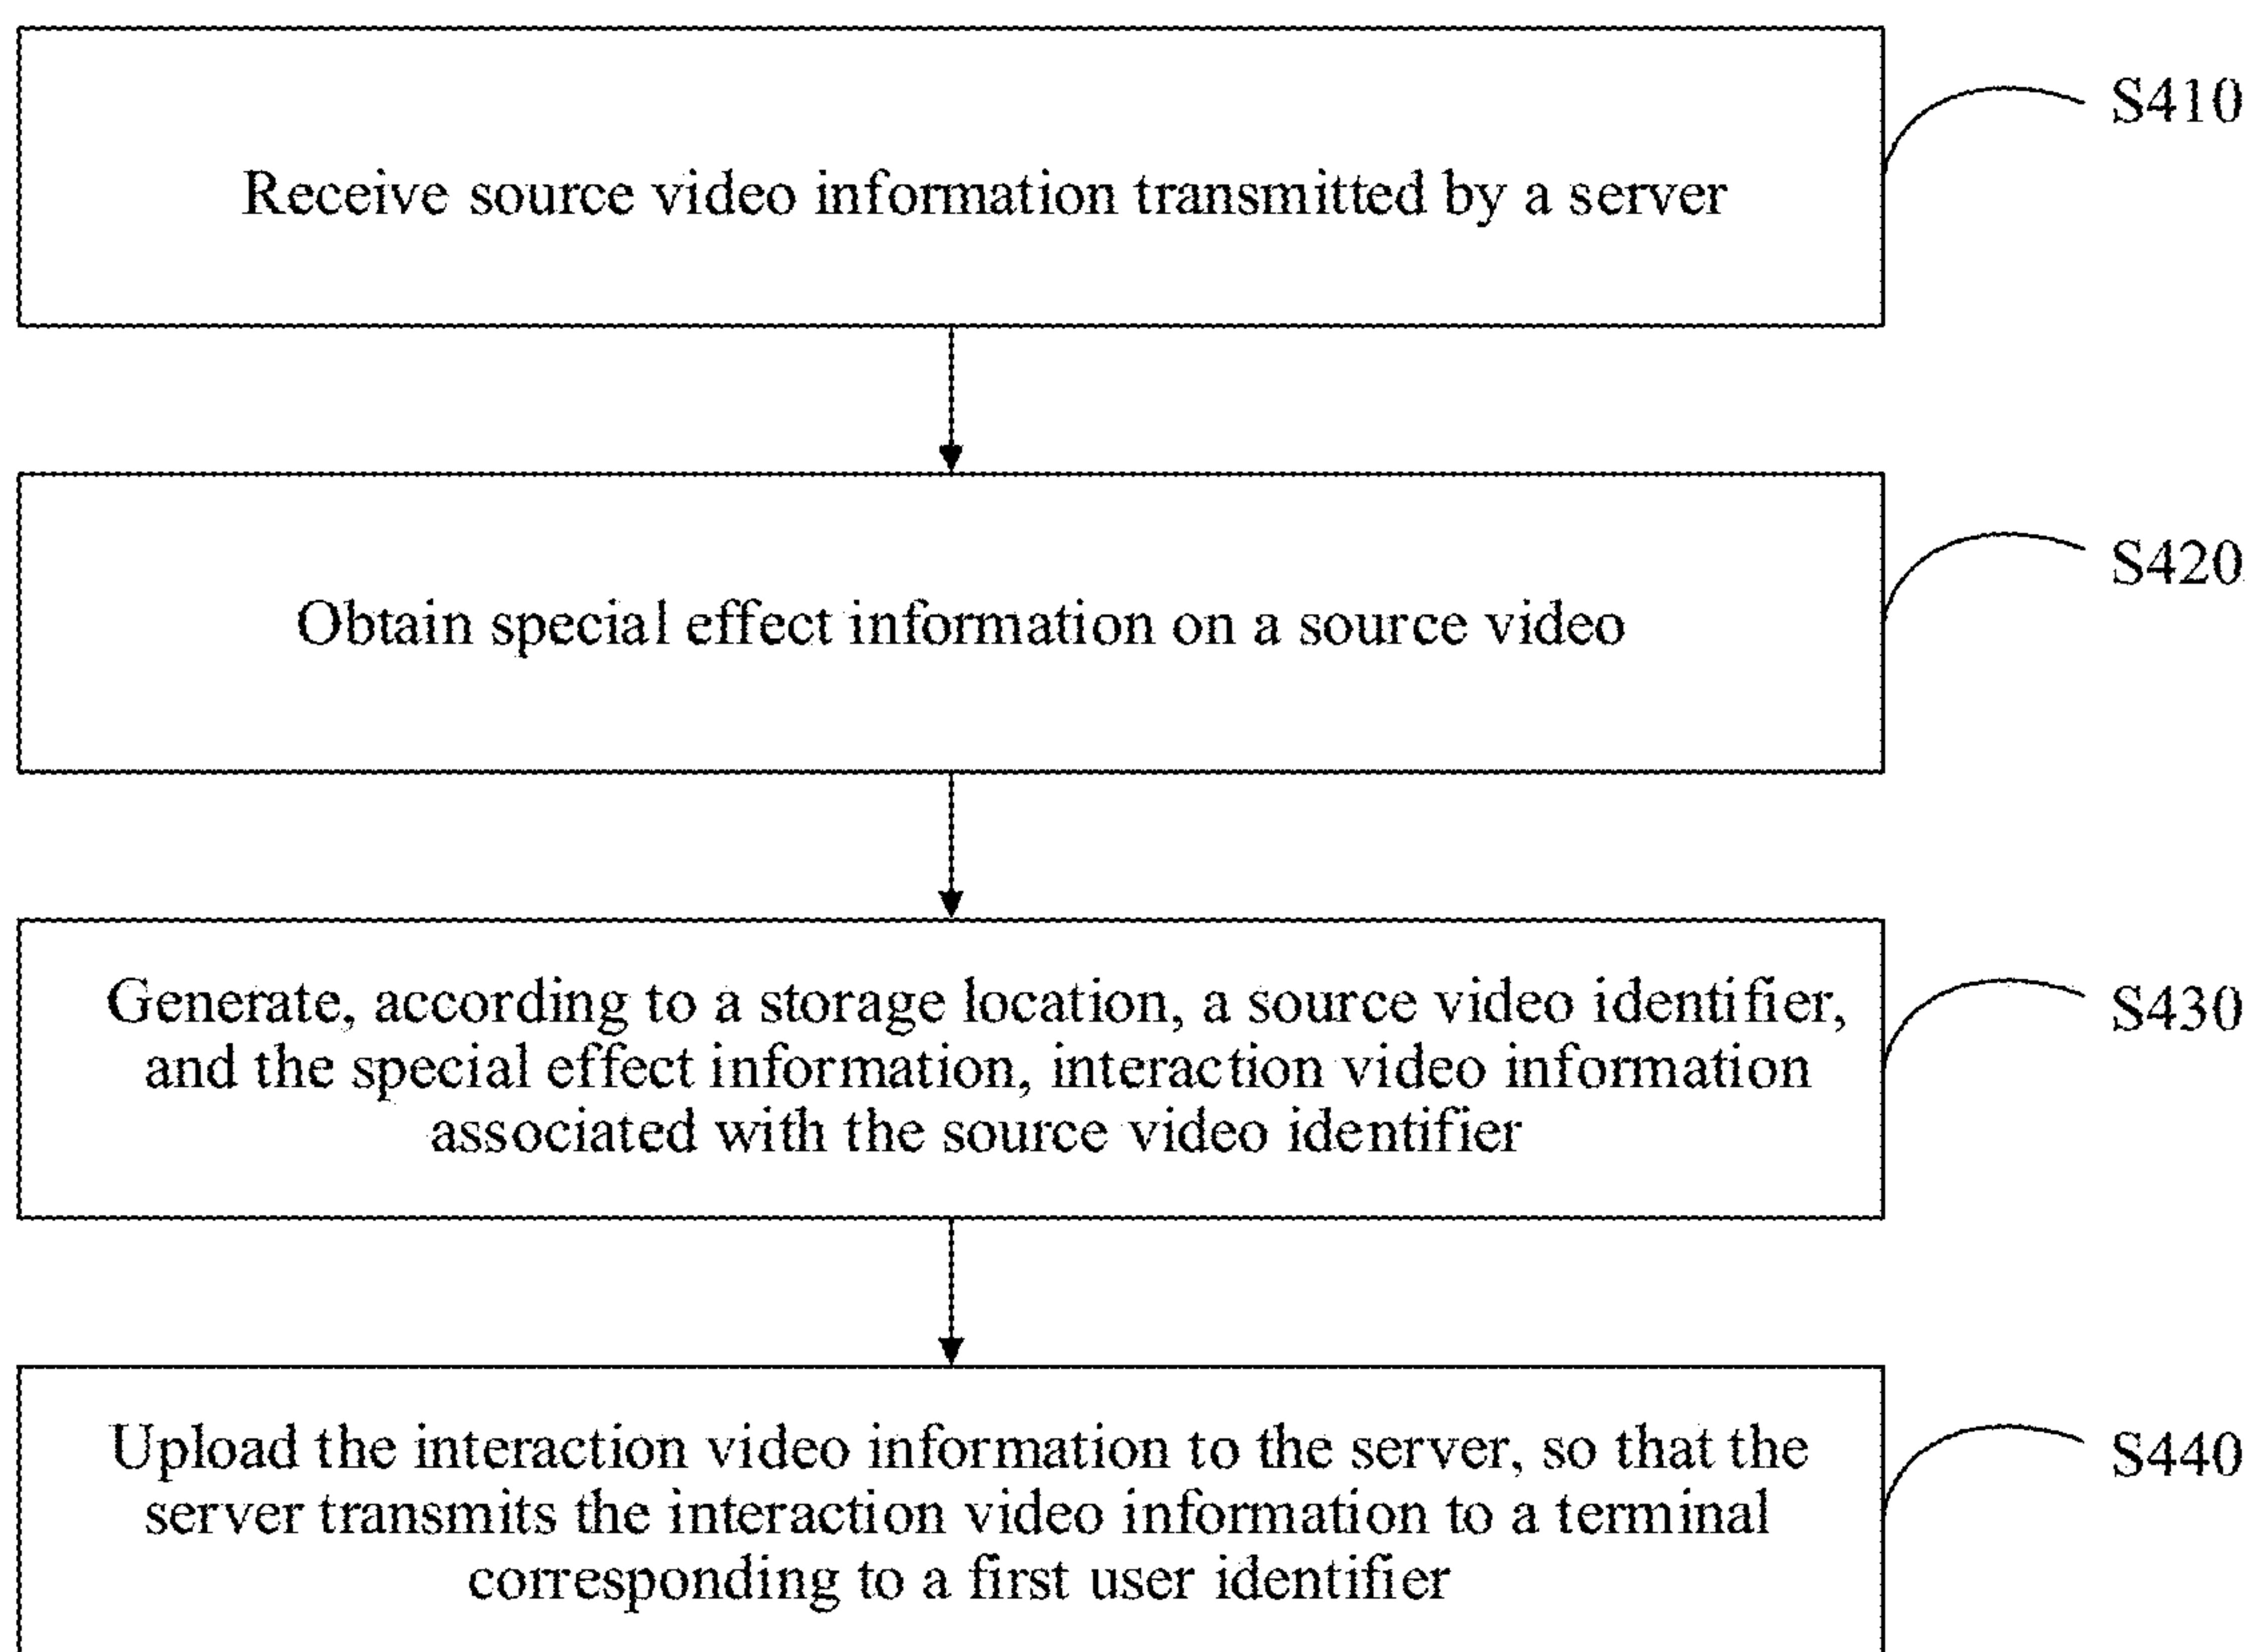 S410
Receive source video information transmitted by a server
S420
Obtain special effect information on a source video
Generate, according to a storage location, a source video identifier,
and the special effect information, interaction video information
associated with the source video identifier
S430
Upload the interaction video information to the server, so that the
server transmits the interaction video information to a terminal
corresponding to a first user identifier
S440